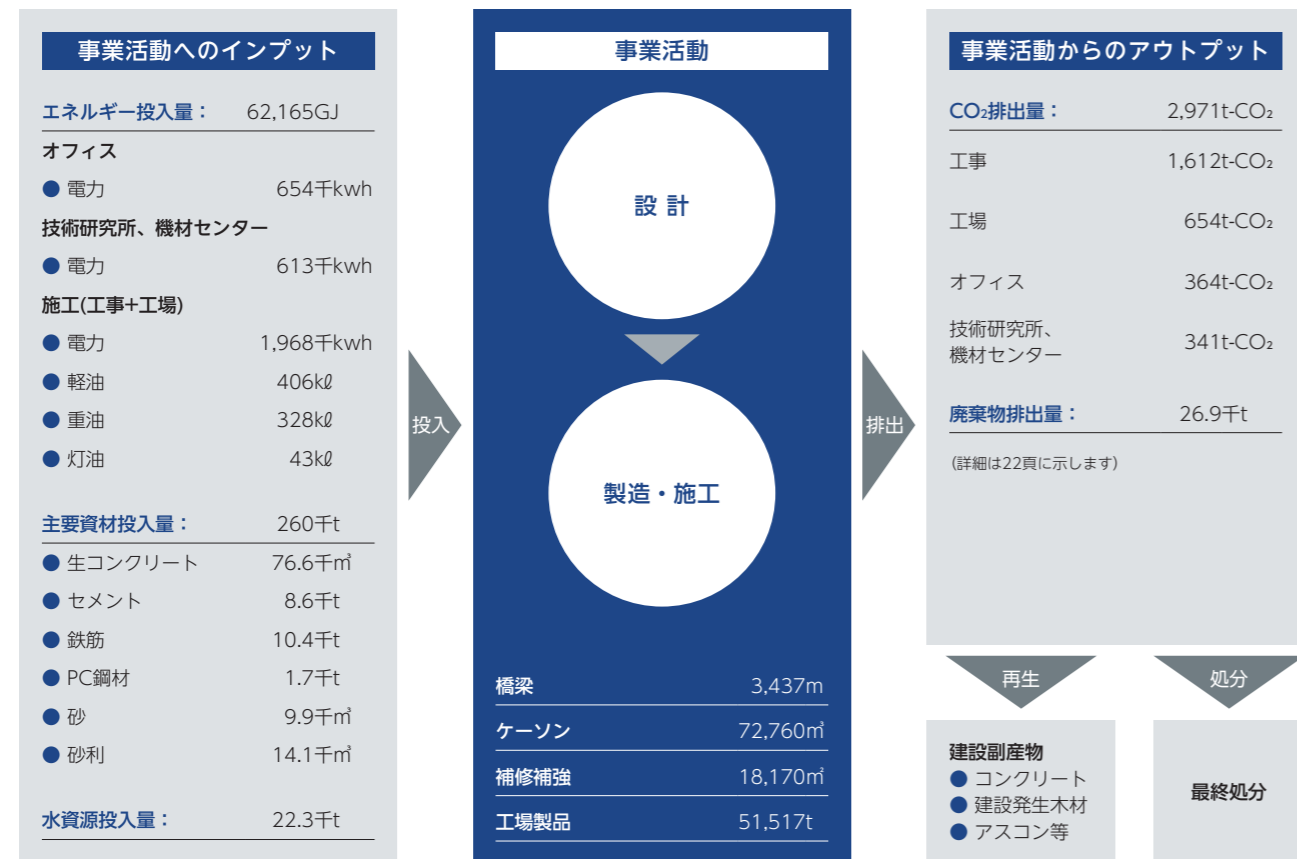 事業活動へのインプット
エネルギー投入量： 62,165GJ
オフィス
● 電力 654千kwh
技術研究所、機材センター
● 電力 613千kwh
施工(工事+工場)
● 電力 1,968千kwh
● 軽油 406kℓ
● 重油 328kℓ
● 灯油 43kℓ
主要資材投入量： 260千t
● 生コンクリート 76.6千㎥
● セメント 8.6千t
● 鉄筋 10.4千t
● PC鋼材 1.7千t
● 砂 9.9千㎥
● 砂利 14.1千㎥
水資源投入量： 22.3千t
投入
事業活動
設 計
製造・施工
橋梁 3,437m
ケーソン 72,760㎥
補修補強 18,170㎡
工場製品 51,517t
排出
事業活動からのアウトプット
CO₂排出量： 2,971t-CO₂
工事 1,612t-CO₂
工場 654t-CO₂
オフィス 364t-CO₂
技術研究所、
機材センター 341t-CO₂
廃棄物排出量： 26.9千t
(詳細は22頁に示します)
再生
処分
建設副産物
● コンクリート
● 建設発生木材
● アスコン等
最終処分